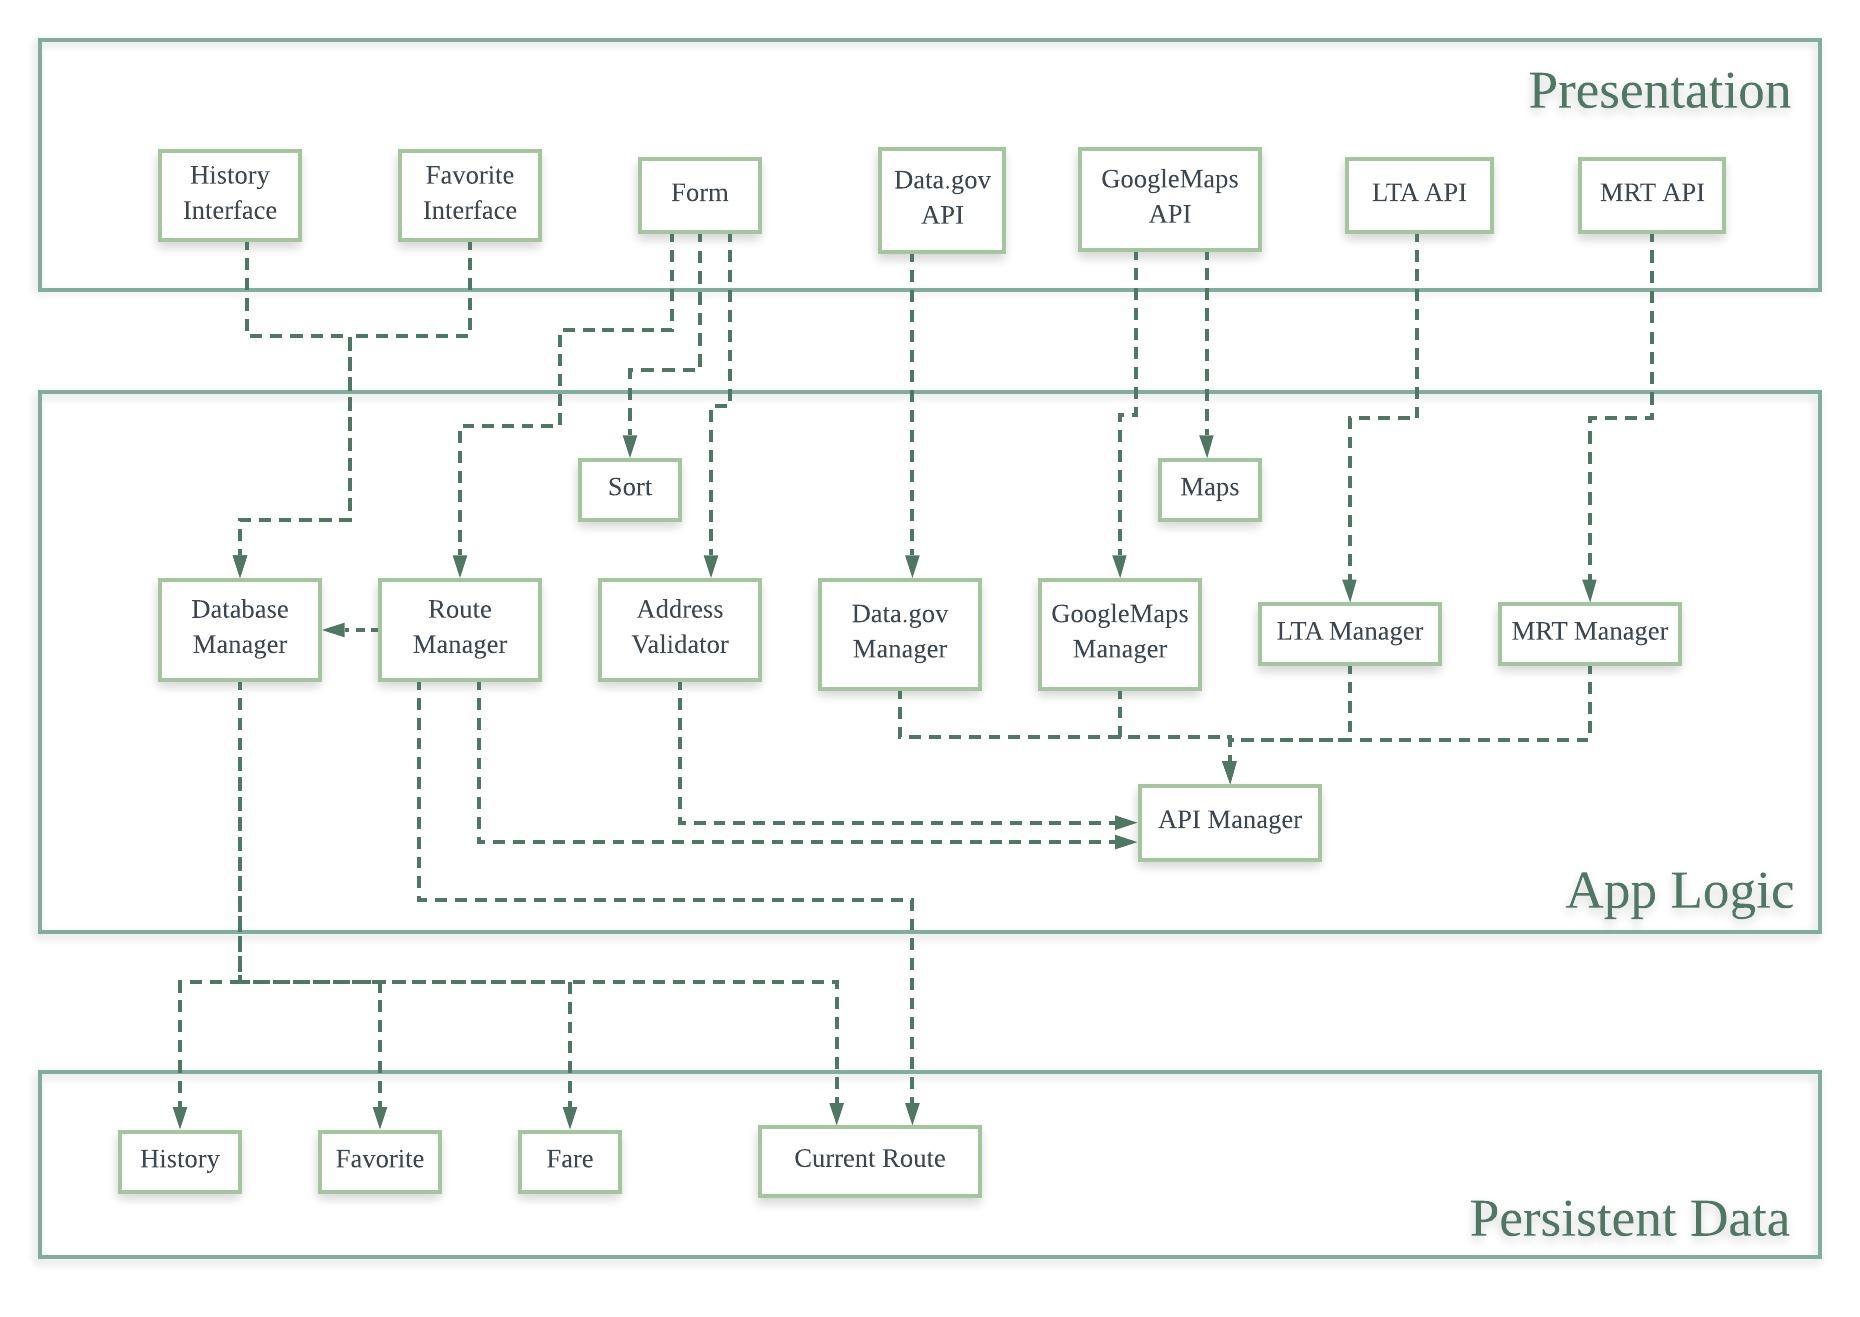 Presentation
History
Interface
Favorite
Interface
Form
Data.gov
API
GoogleMaps
API
LTA API
MRT API
Sort
Maps
Database
Manager
Route
Manager
Address
Validator
Data.gov
Manager
GoogleMaps
Manager
LTA Manager
MRT Manager
API Manager
App Logic
History
Favorite
Fare
Current Route
Persistent Data